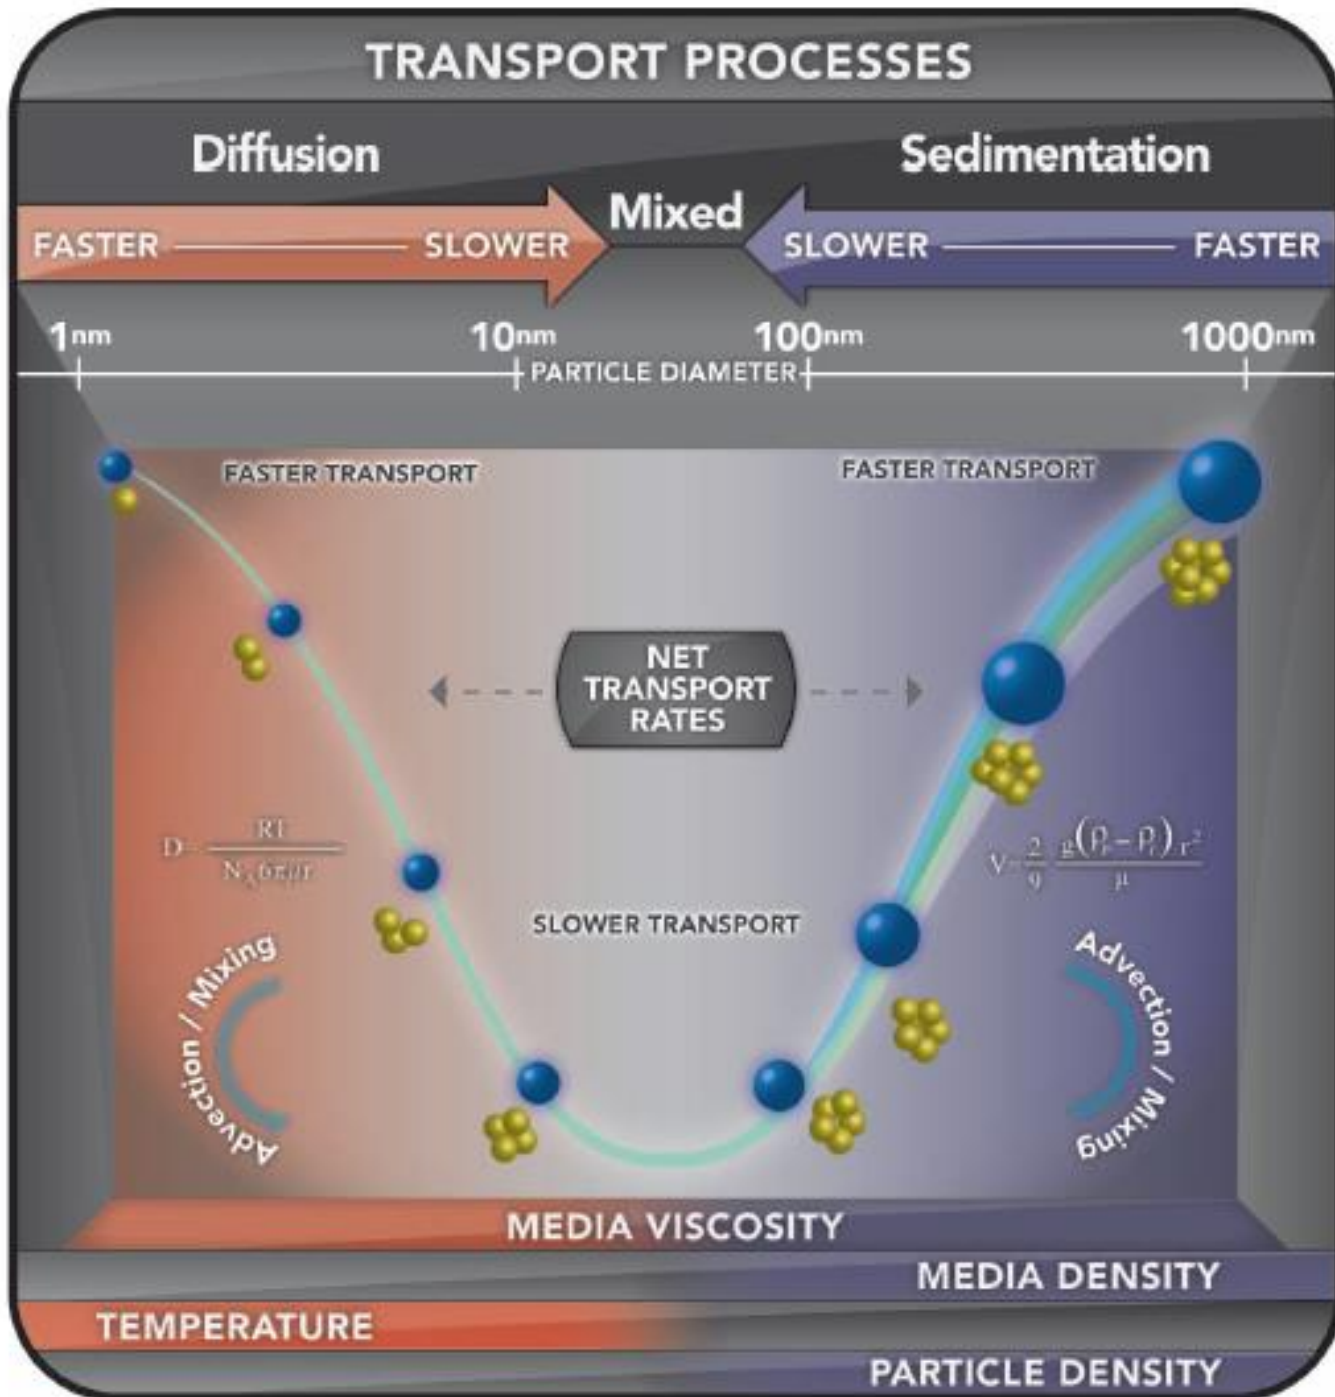 TRANSPORT PROCESSES
Diffusion
Sedimentation
Mixed
FASTER SLOWER
SLOWER FASTER
1nm 10nm 100nm 1000nm
PARTICLE DIAMETER
FASTER TRANSPORT
FASTER TRANSPORT
NET
TRANSPORT
RATES
SLOWER TRANSPORT
Advection / Mixing
Advection / Mixing
MEDIA VISCOSITY
MEDIA DENSITY
TEMPERATURE
PARTICLE DENSITY